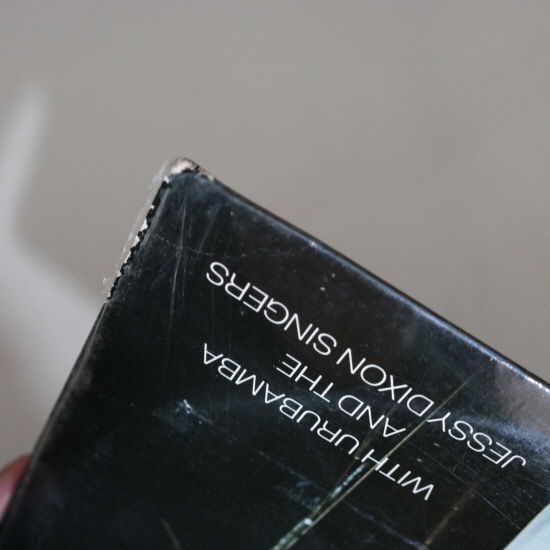 WITH URUBAMBA
AND THE
JESSY DIXON SINGERS